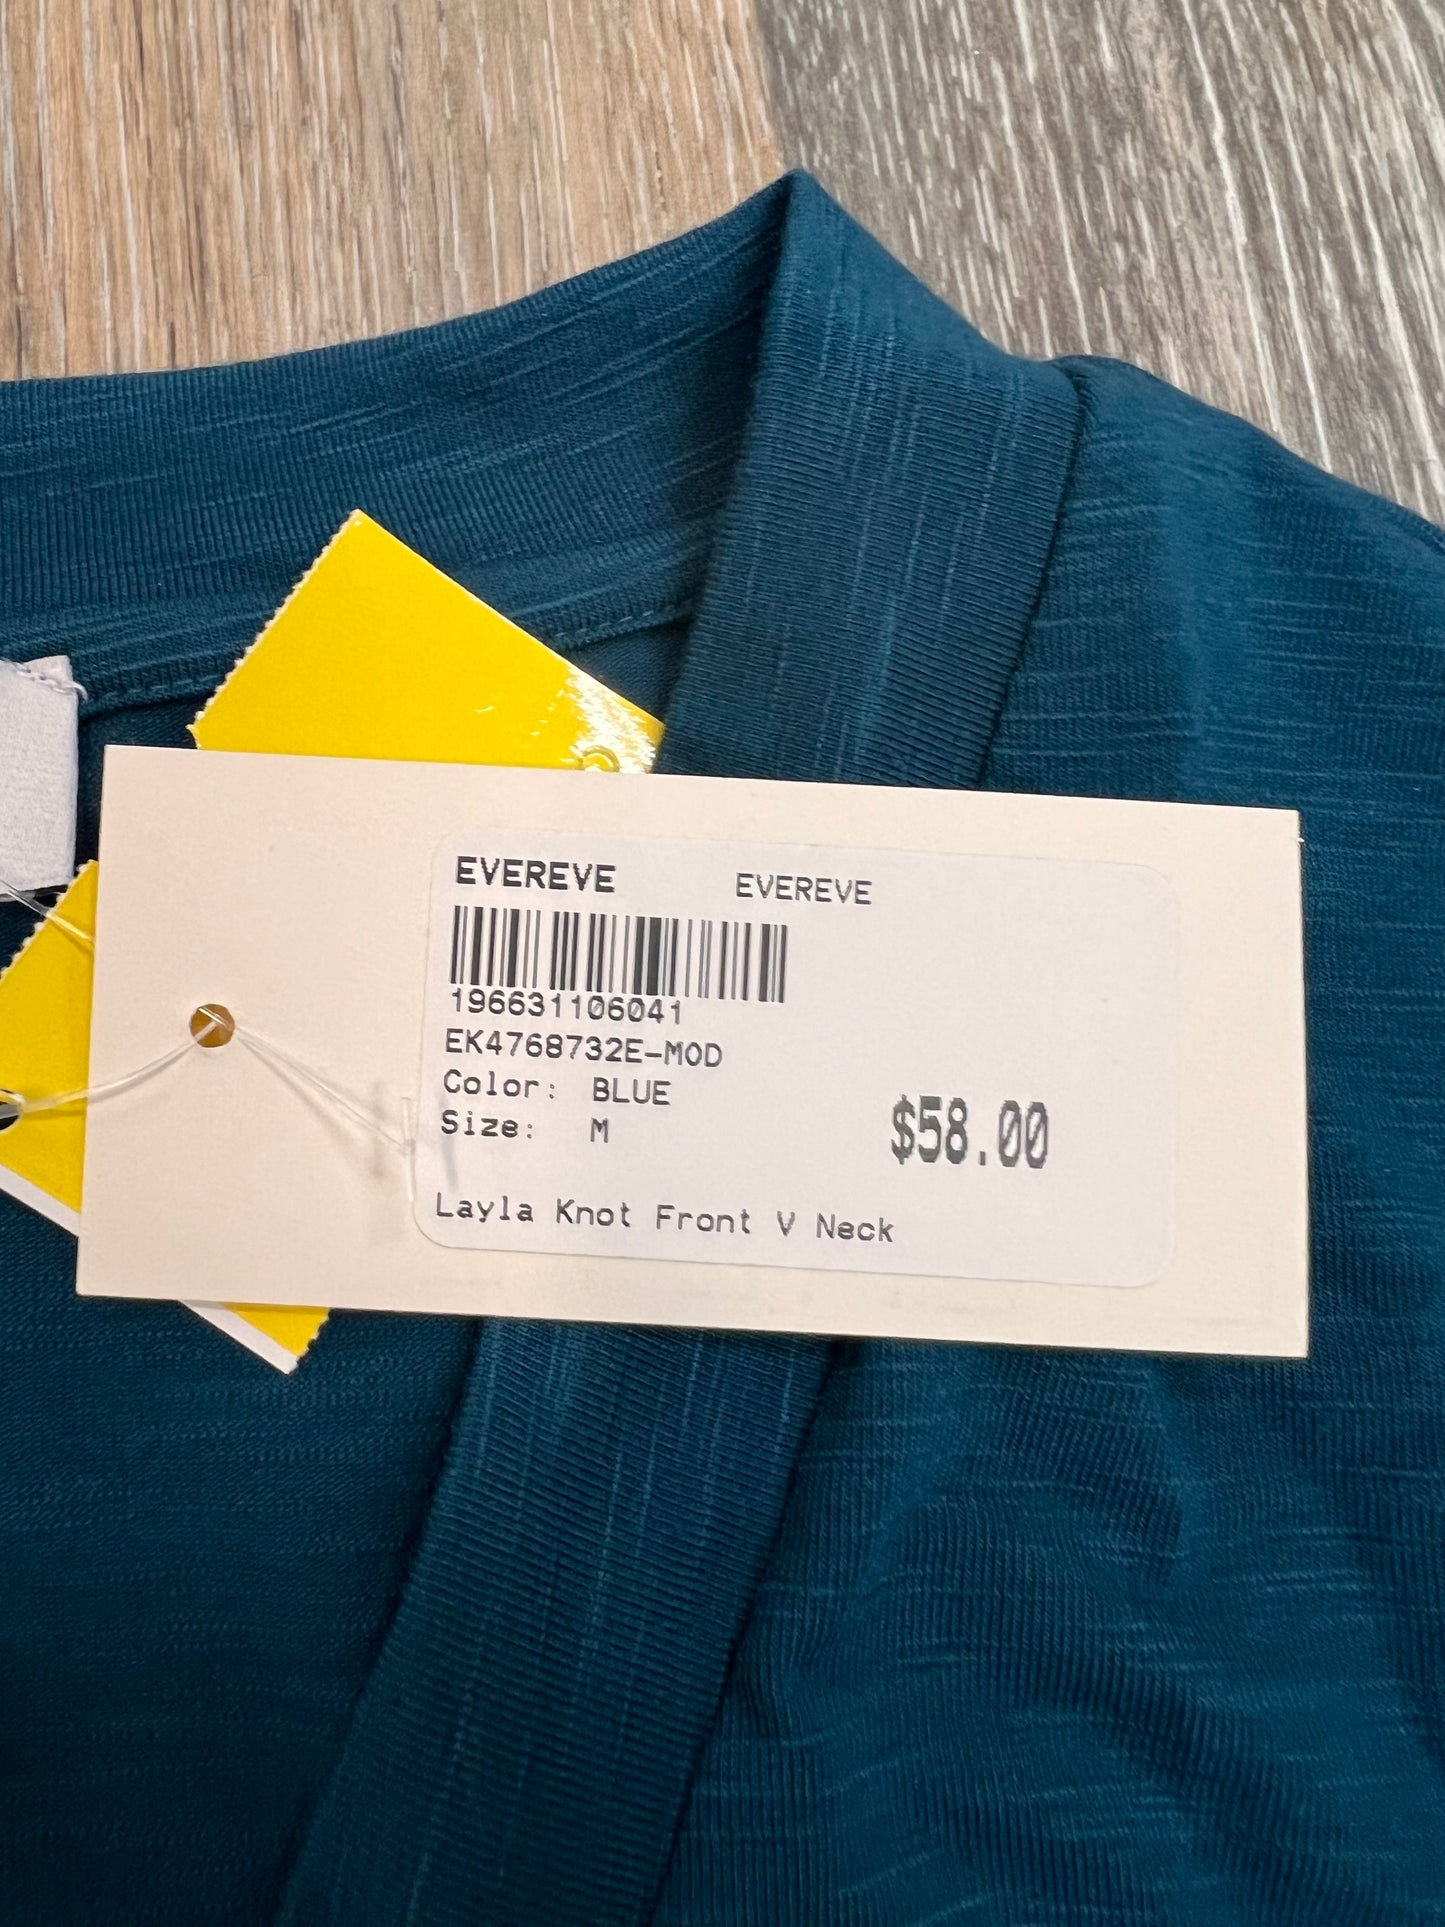 EVEREVE EVEREVE
196631106041
EK4768732E-MOD
Color: BLUE
Size: M
$58.00
Layla Knot Front V Neck